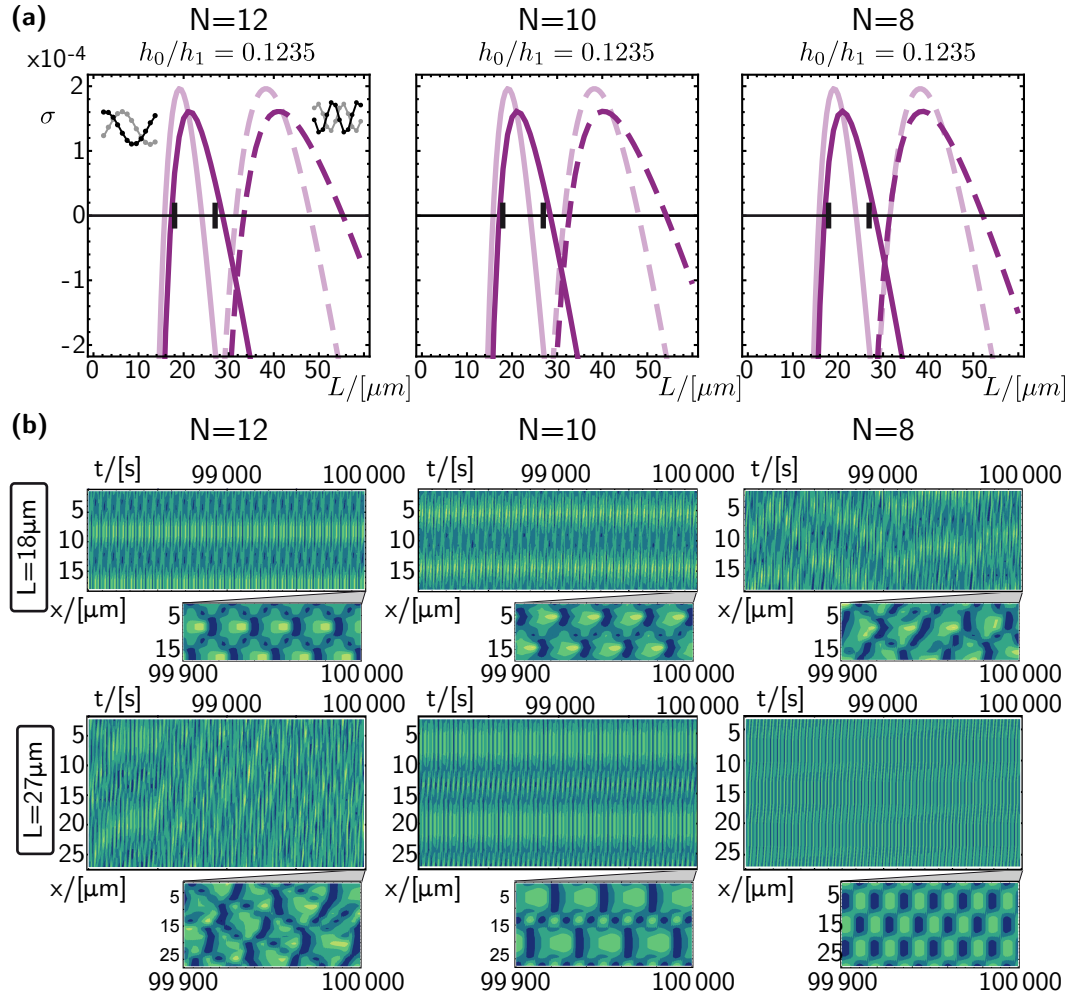 (a)
N=12 N=10 N=8
h₀/h₁ = 0.1235 h₀/h₁ = 0.1235 h₀/h₁ = 0.1235
×10⁻⁴
2
σ
1
0
-1
-2
0 10 20 30 40 50 0 10 20 30 40 50 0 10 20 30 40 50
L/[μm] L/[μm] L/[μm]
(b)
N=12 N=10 N=8
t/[s] 99 000 100 000 t/[s] 99 000 100 000 t/[s] 99 000 100 000
L=18μm
5 5 5
10 10 10
15 15 15
x/[μm] 5 x/[μm] 5 x/[μm] 5
15 15 15
99 900 100 000 99 900 100 000 99 900 100 000
t/[s] 99 000 100 000 t/[s] 99 000 100 000 t/[s] 99 000 100 000
L=27μm
5 5 5
10 10 10
15 15 15
20 20 20
25 25 25
x/[μm] 5 x/[μm] 5 x/[μm] 5
15 15 15
25 25 25
99 900 100 000 99 900 100 000 99 900 100 000